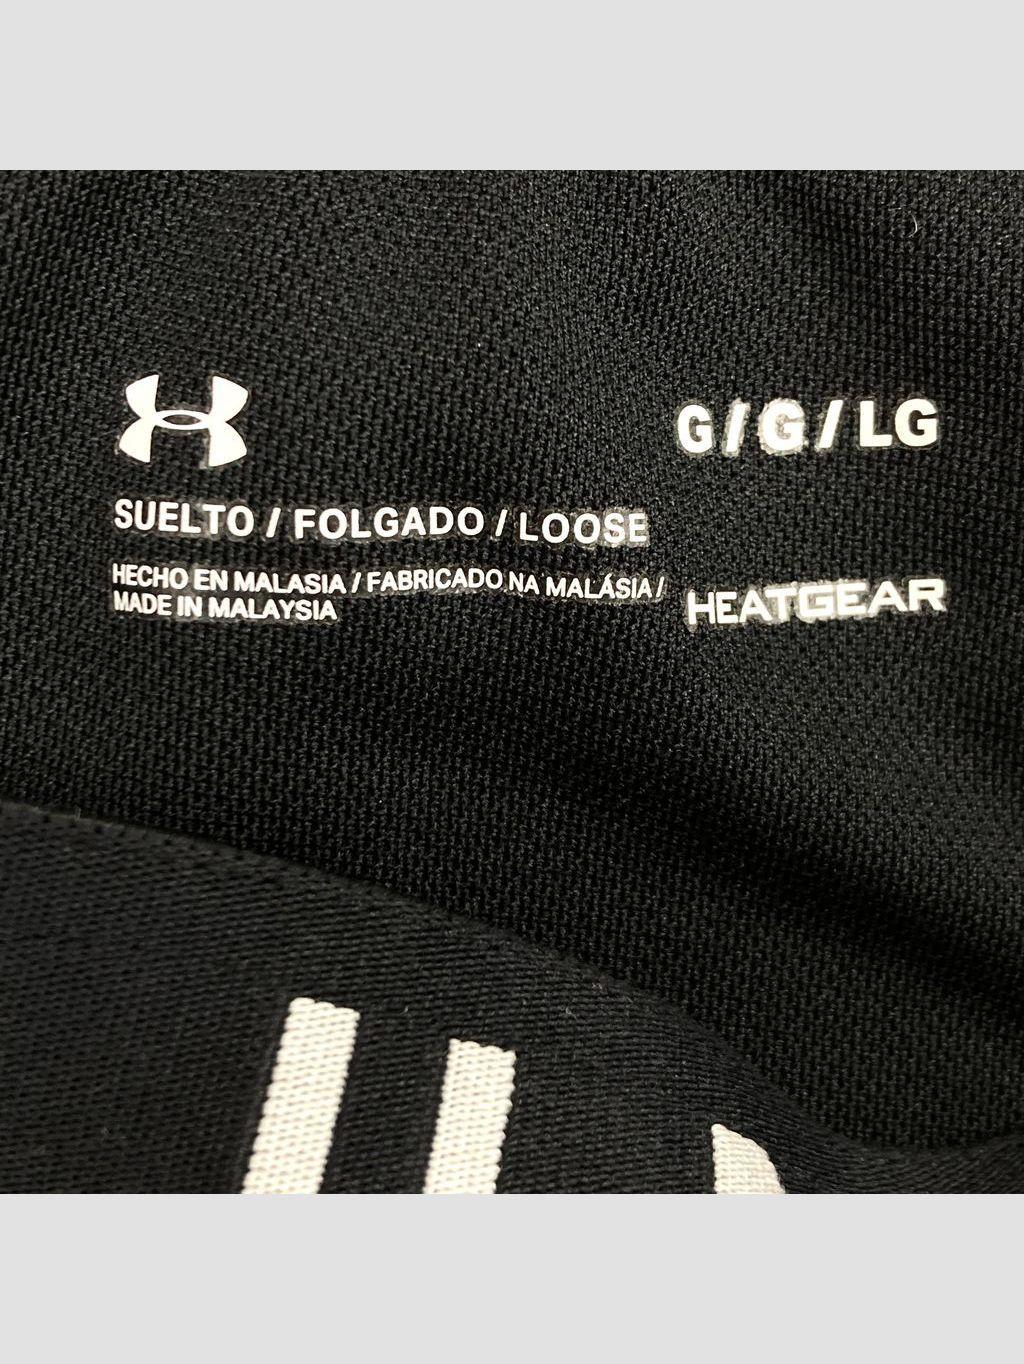 G/G/LG
SUELTO / FOLGADO / LOOSE
HECHO EN MALASIA / FABRICADO NA MALÁSIA /
MADE IN MALAYSIA
HEATGEAR